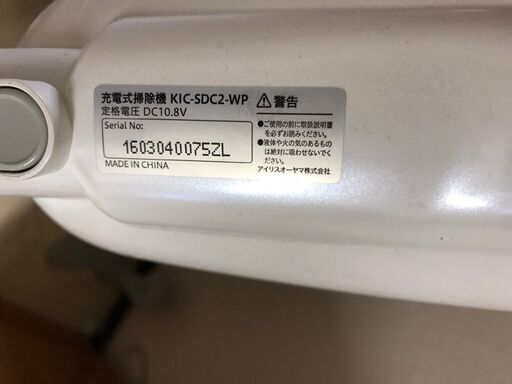 充電式掃除機 KIC-SDC2-WP
定格電圧 DC10.8V
Serial No:
1603040075ZL
MADE IN CHINA
⚠警告
●ご使用の前に取扱説明書
を必ずお読みください。
●液体や火の気のあるもの
は絶対に吸わせないでく
ださい。
アイリスオーヤマ株式会社